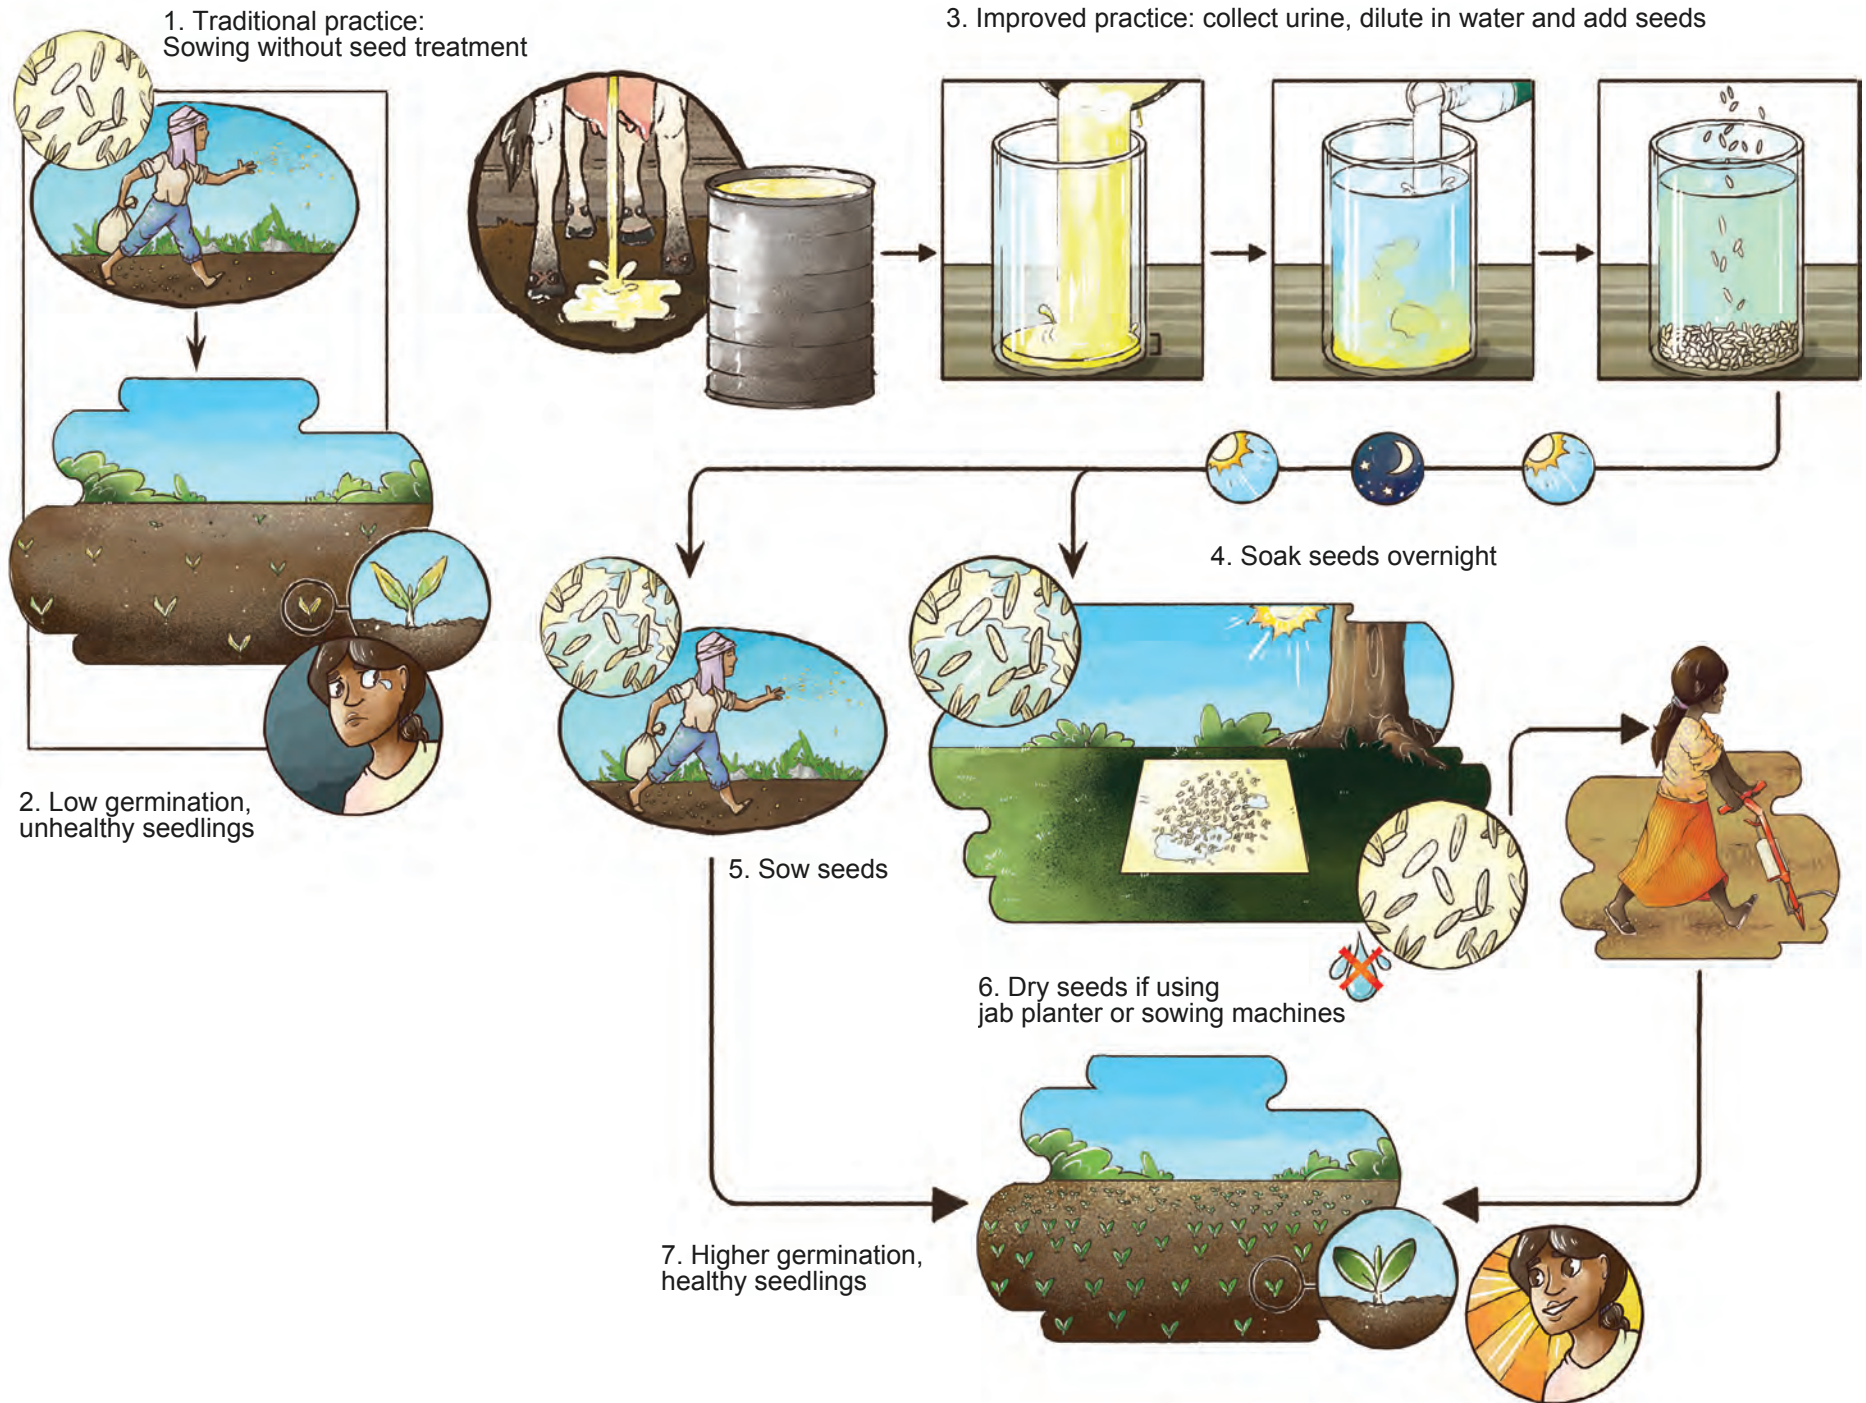 1. Traditional practice:
Sowing without seed treatment
3. Improved practice: collect urine, dilute in water and add seeds
4. Soak seeds overnight
2. Low germination,
unhealthy seedlings
5. Sow seeds
6. Dry seeds if using
jab planter or sowing machines
7. Higher germination,
healthy seedlings